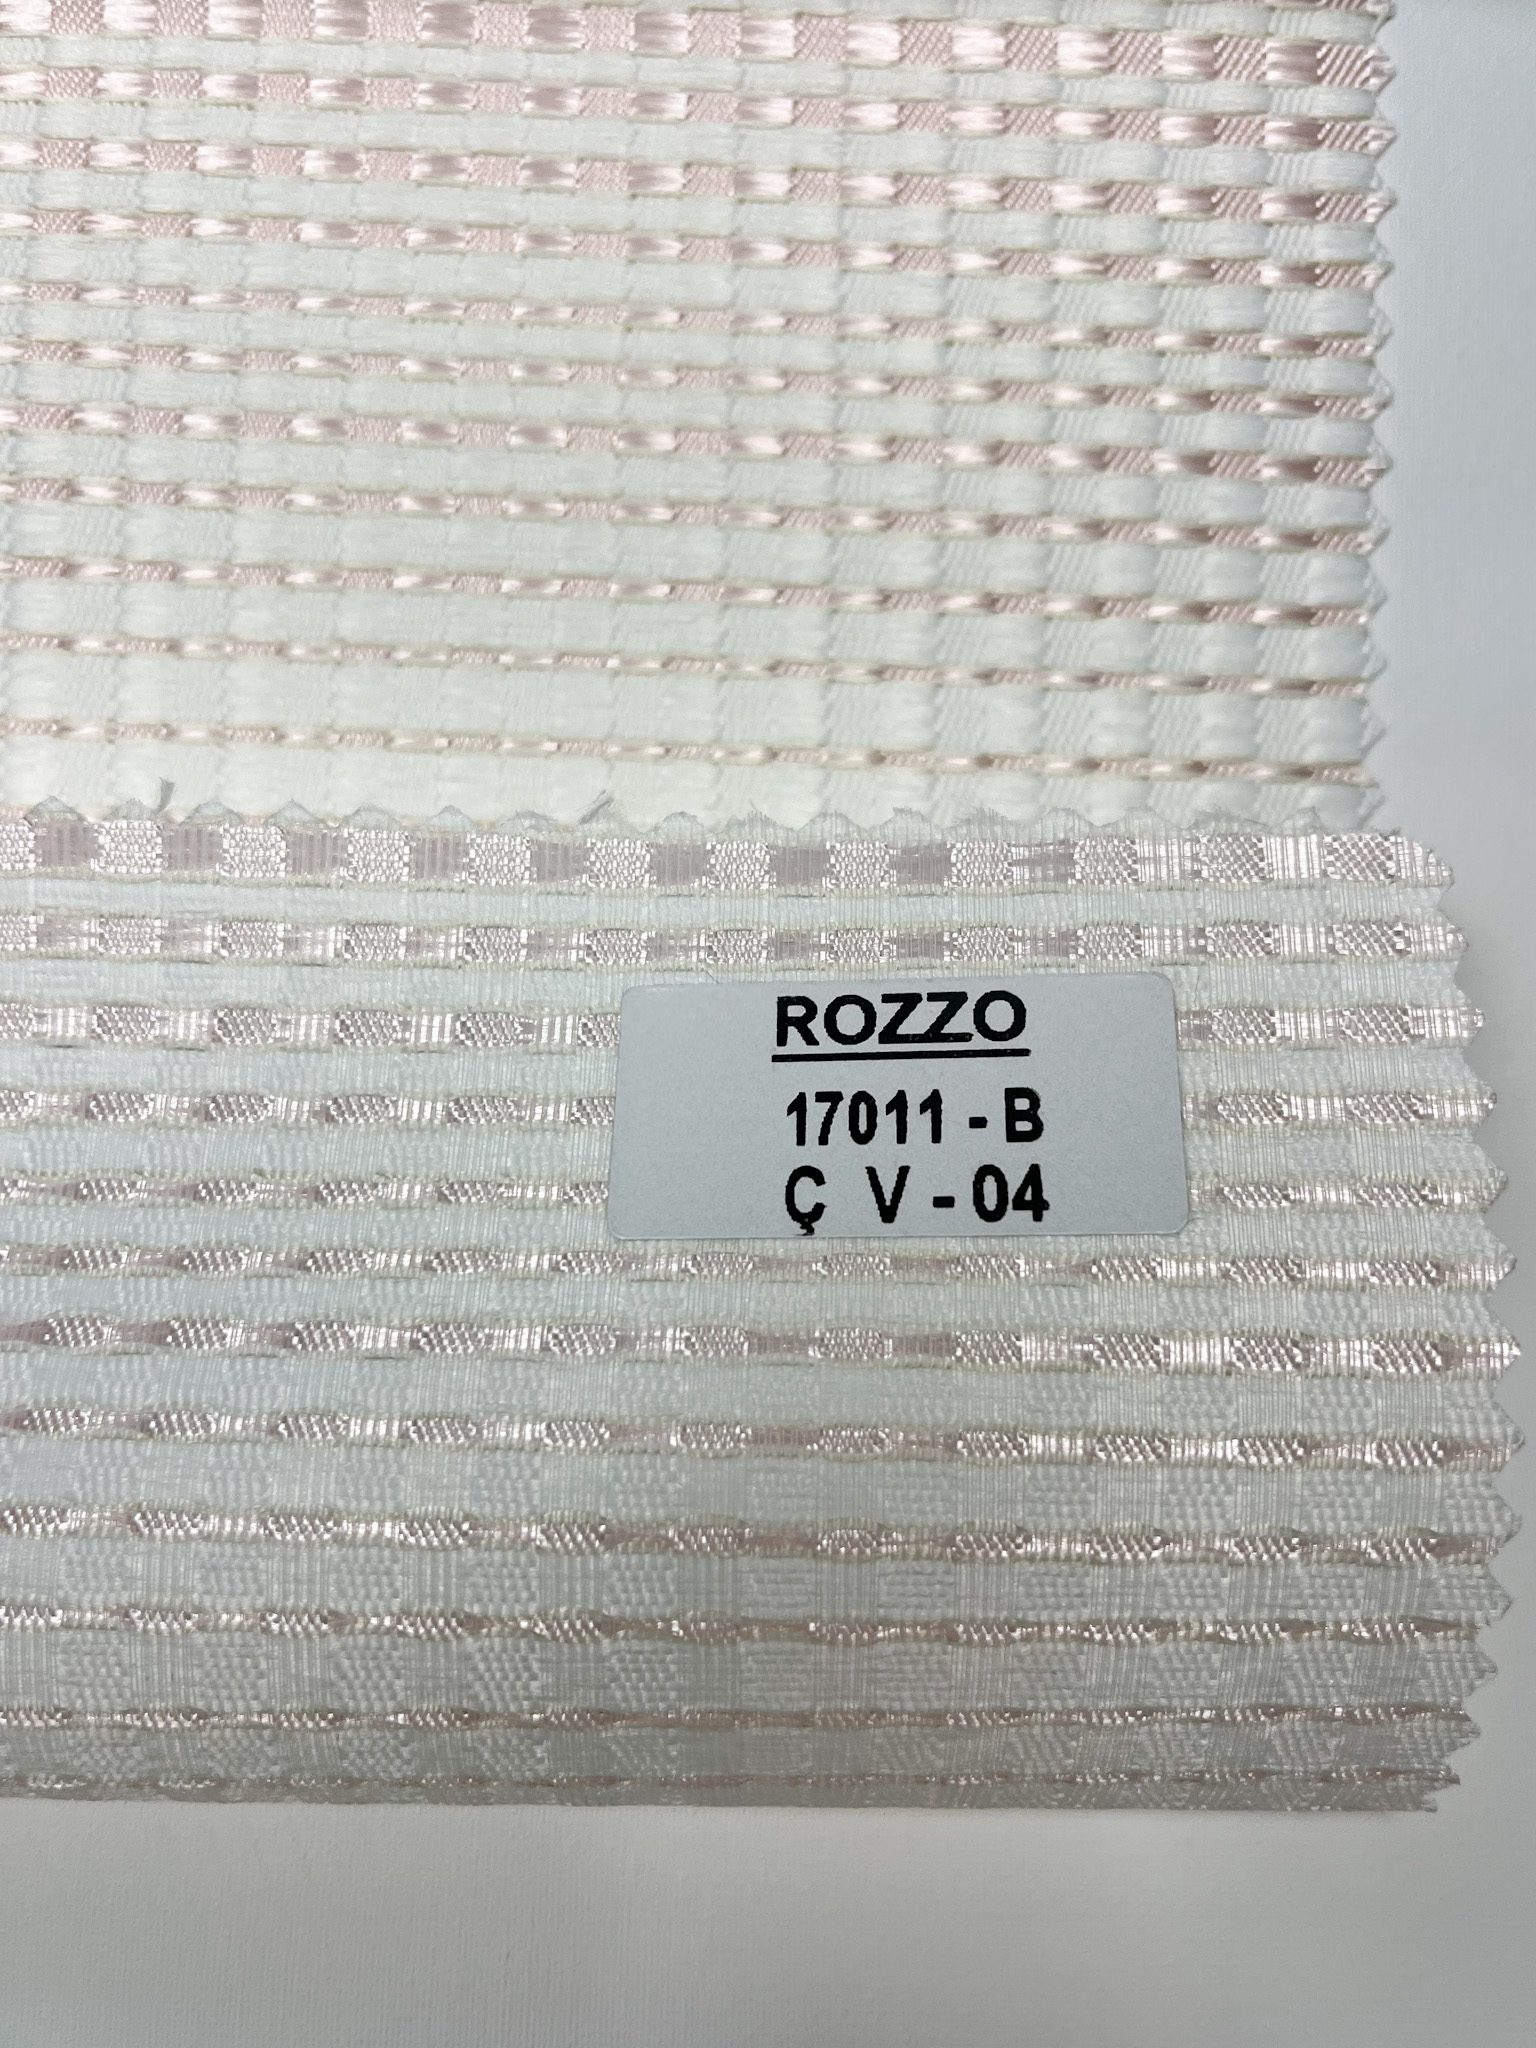 ROZZO
17011 - B
Ç V - 04